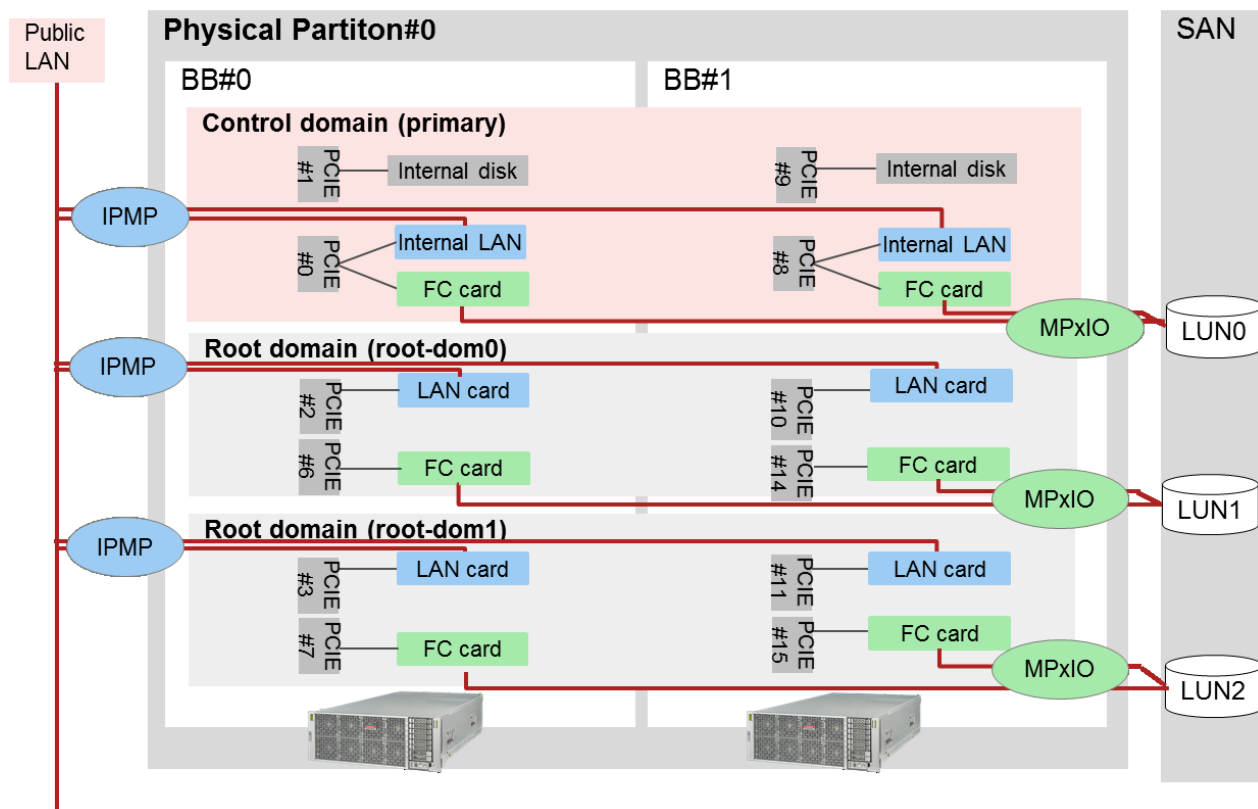 Public
LAN
Physical Partiton#0
SAN
BB#0
BB#1
Control domain (primary)
PCIE
#1
Internal disk
PCIE
#9
Internal disk
IPMP
Internal LAN
Internal LAN
PCIE
#0
PCIE
#8
FC card
FC card
MPxIO
LUN0
Root domain (root-dom0)
IPMP
PCIE
#2
LAN card
PCIE
#10
LAN card
PCIE
#6
FC card
PCIE
#14
FC card
MPxIO
LUN1
Root domain (root-dom1)
IPMP
PCIE
#3
LAN card
PCIE
#11
LAN card
PCIE
#7
FC card
PCIE
#15
FC card
MPxIO
LUN2